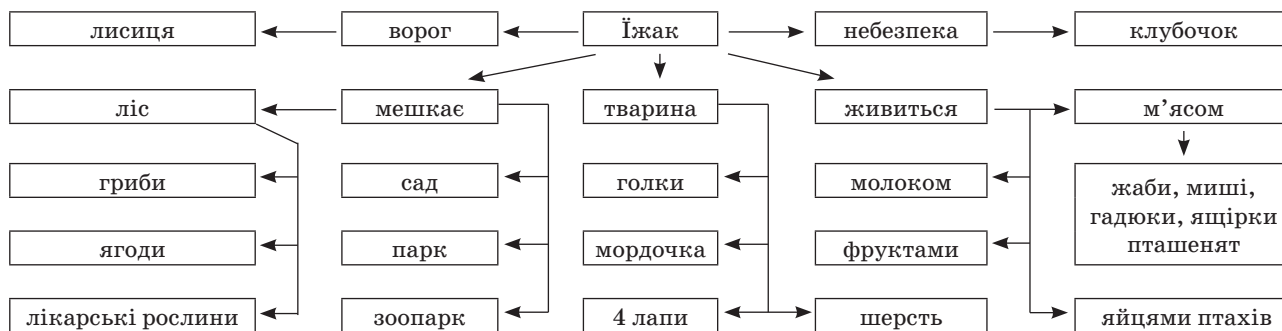 лисиця
ворог
Їжак
небезпека
клубочок
ліс
мешкає
тварина
живиться
м’ясом
гриби
сад
голки
молоком
жаби, миші,
гадюки, ящірки
пташенят
ягоди
парк
мордочка
фруктами
лікарські рослини
зоопарк
4 лапи
шерсть
яйцями птахів